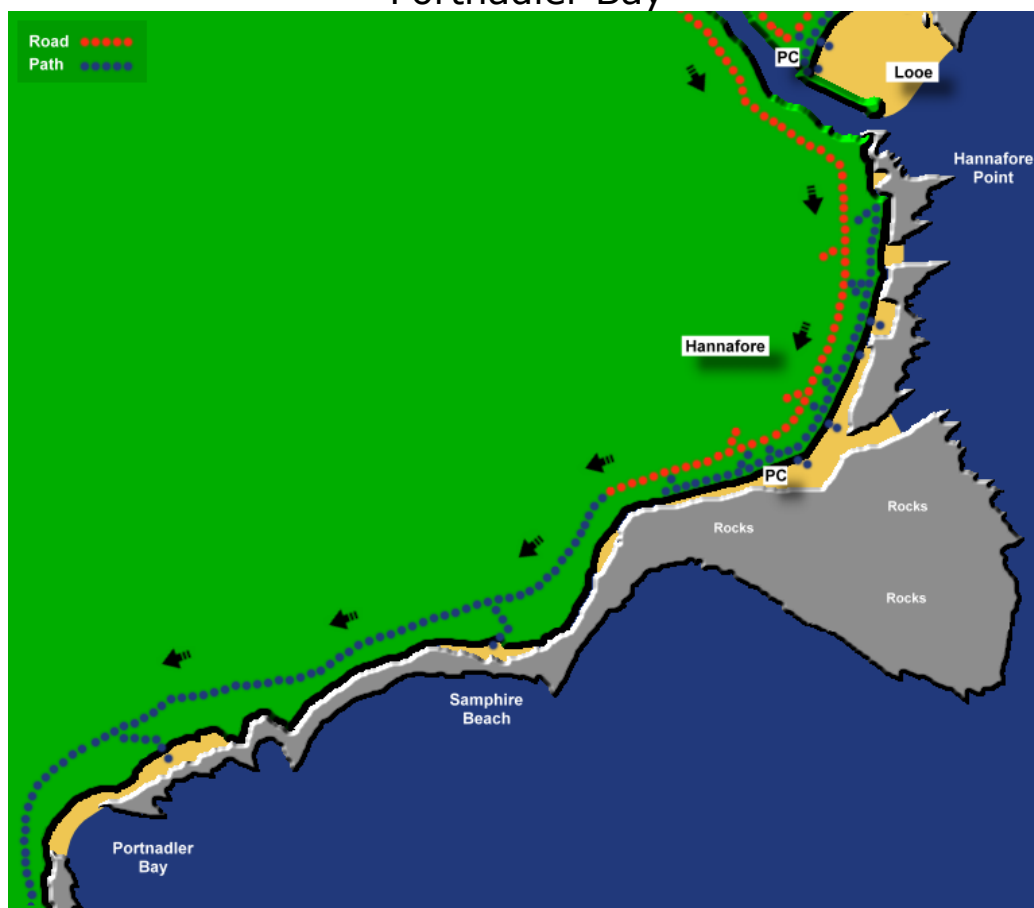 Portnadler Bay
Road
Path
PC
Looe
Hannafore
Point
Hannafore
PC
Rocks
Rocks
Rocks
Samphire
Beach
Portnadler
Bay